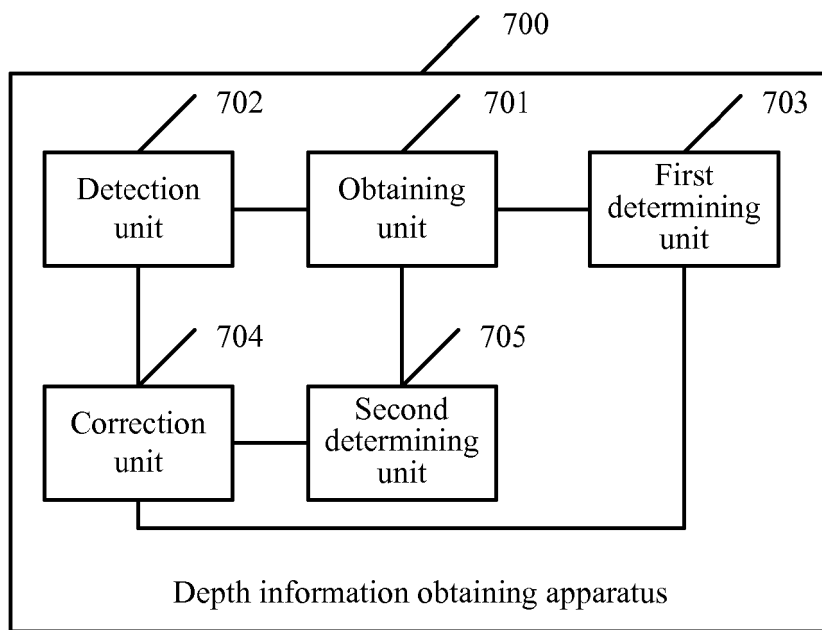 700
702
701
703
Detection
unit
Obtaining
unit
First
determining
unit
704
705
Correction
unit
Second
determining
unit
Depth information obtaining apparatus